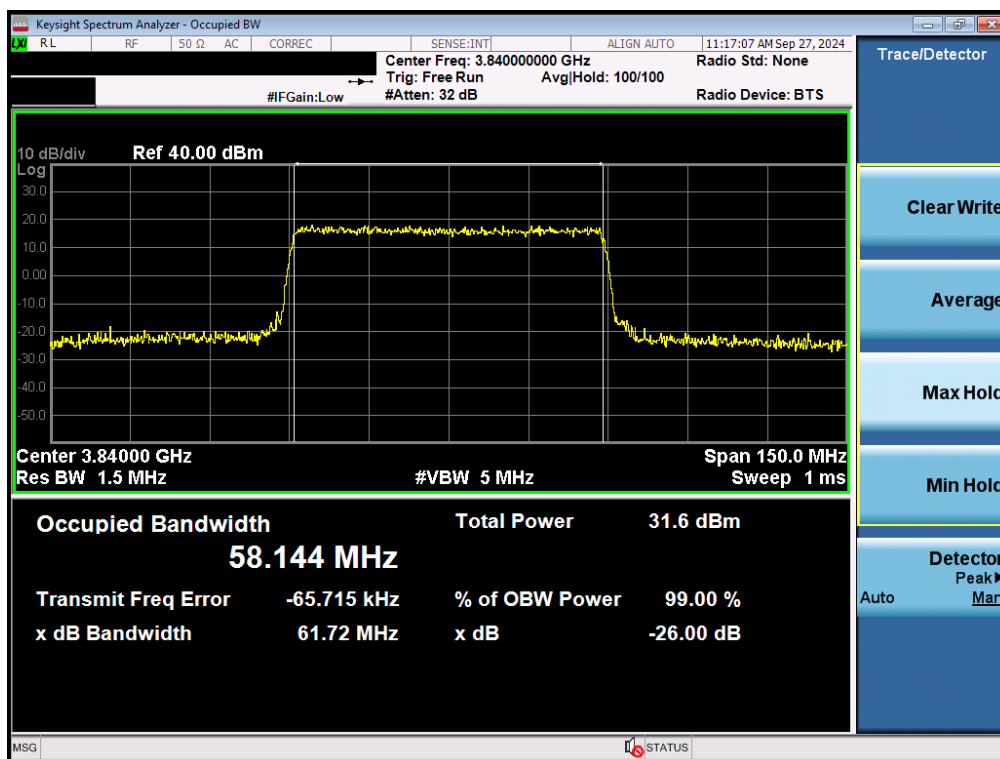 Keysight Spectrum Analyzer - Occupied BW
LXI RL RF 50 Ω AC CORREC SENSE:INT ALIGN AUTO 11:17:07 AM Sep 27, 2024
Center Freq: 3.840000000 GHz Radio Std: None
Trig: Free Run Avg|Hold: 100/100
#IFGain:Low #Atten: 32 dB Radio Device: BTS
Trace/Detector
10 dB/div Ref 40.00 dBm
Log
30.0
20.0
10.0
0.00
-10.0
-20.0
-30.0
-40.0
-50.0
Center 3.84000 GHz Span 150.0 MHz
Res BW 1.5 MHz #VBW 5 MHz Sweep 1 ms
Occupied Bandwidth Total Power 31.6 dBm
58.144 MHz
Transmit Freq Error -65.715 kHz % of OBW Power 99.00 %
x dB Bandwidth 61.72 MHz x dB -26.00 dB
Clear Write
Average
Max Hold
Min Hold
Detector
Peak▶
Auto Man
MSG STATUS